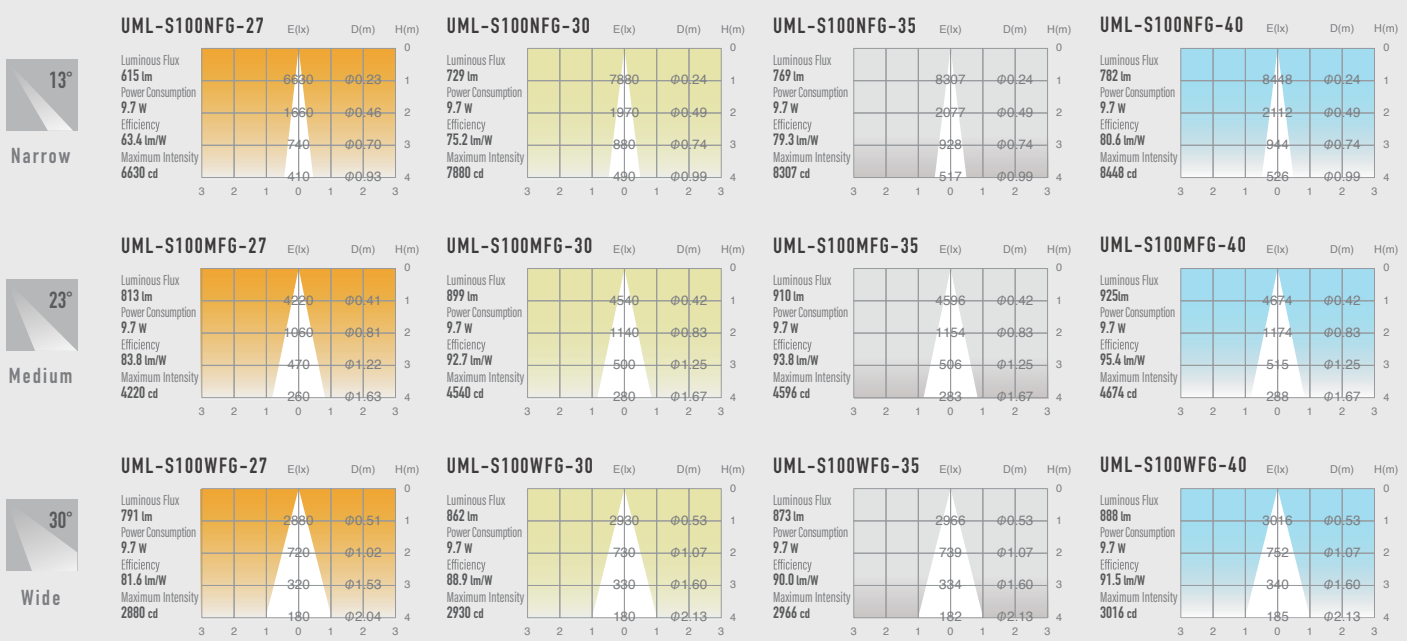 13°
Narrow
UML-S100NFG-27 E(lx) D(m) H(m)
Luminous Flux
615 lm
Power Consumption
9.7 W
Efficiency
63.4 lm/W
Maximum Intensity
6630 cd
0
6630 Φ0.23 1
1660 Φ0.46 2
740 Φ0.70 3
410 Φ0.93 4
3 2 1 0 1 2 3
UML-S100NFG-30 E(lx) D(m) H(m)
Luminous Flux
729 lm
Power Consumption
9.7 W
Efficiency
75.2 lm/W
Maximum Intensity
7880 cd
0
7880 Φ0.24 1
1970 Φ0.49 2
880 Φ0.74 3
490 Φ0.99 4
3 2 1 0 1 2 3
UML-S100NFG-35 E(lx) D(m) H(m)
Luminous Flux
769 lm
Power Consumption
9.7 W
Efficiency
79.3 lm/W
Maximum Intensity
8307 cd
0
8307 Φ0.24 1
2077 Φ0.49 2
928 Φ0.74 3
517 Φ0.99 4
3 2 1 0 1 2 3
UML-S100NFG-40 E(lx) D(m) H(m)
Luminous Flux
782 lm
Power Consumption
9.7 W
Efficiency
80.6 lm/W
Maximum Intensity
8448 cd
0
8448 Φ0.24 1
2112 Φ0.49 2
944 Φ0.74 3
526 Φ0.99 4
3 2 1 0 1 2 3
23°
Medium
UML-S100MFG-27 E(lx) D(m) H(m)
Luminous Flux
813 lm
Power Consumption
9.7 W
Efficiency
83.8 lm/W
Maximum Intensity
4220 cd
0
4220 Φ0.41 1
1060 Φ0.81 2
470 Φ1.22 3
260 Φ1.63 4
3 2 1 0 1 2 3
UML-S100MFG-30 E(lx) D(m) H(m)
Luminous Flux
899 lm
Power Consumption
9.7 W
Efficiency
92.7 lm/W
Maximum Intensity
4540 cd
0
4540 Φ0.42 1
1140 Φ0.83 2
500 Φ1.25 3
280 Φ1.67 4
3 2 1 0 1 2 3
UML-S100MFG-35 E(lx) D(m) H(m)
Luminous Flux
910 lm
Power Consumption
9.7 W
Efficiency
93.8 lm/W
Maximum Intensity
4596 cd
0
4596 Φ0.42 1
1154 Φ0.83 2
506 Φ1.25 3
283 Φ1.67 4
3 2 1 0 1 2 3
UML-S100MFG-40 E(lx) D(m) H(m)
Luminous Flux
925lm
Power Consumption
9.7 W
Efficiency
95.4 lm/W
Maximum Intensity
4674 cd
0
4674 Φ0.42 1
1174 Φ0.83 2
515 Φ1.25 3
288 Φ1.67 4
3 2 1 0 1 2 3
30°
Wide
UML-S100WFG-27 E(lx) D(m) H(m)
Luminous Flux
791 lm
Power Consumption
9.7 W
Efficiency
81.6 lm/W
Maximum Intensity
2880 cd
0
2880 Φ0.51 1
720 Φ1.02 2
320 Φ1.53 3
180 Φ2.04 4
3 2 1 0 1 2 3
UML-S100WFG-30 E(lx) D(m) H(m)
Luminous Flux
862 lm
Power Consumption
9.7 W
Efficiency
88.9 lm/W
Maximum Intensity
2930 cd
0
2930 Φ0.53 1
730 Φ1.07 2
330 Φ1.60 3
180 Φ2.13 4
3 2 1 0 1 2 3
UML-S100WFG-35 E(lx) D(m) H(m)
Luminous Flux
873 lm
Power Consumption
9.7 W
Efficiency
90.0 lm/W
Maximum Intensity
2966 cd
0
2966 Φ0.53 1
739 Φ1.07 2
334 Φ1.60 3
182 Φ2.13 4
3 2 1 0 1 2 3
UML-S100WFG-40 E(lx) D(m) H(m)
Luminous Flux
888 lm
Power Consumption
9.7 W
Efficiency
91.5 lm/W
Maximum Intensity
3016 cd
0
3016 Φ0.53 1
752 Φ1.07 2
340 Φ1.60 3
185 Φ2.13 4
3 2 1 0 1 2 3